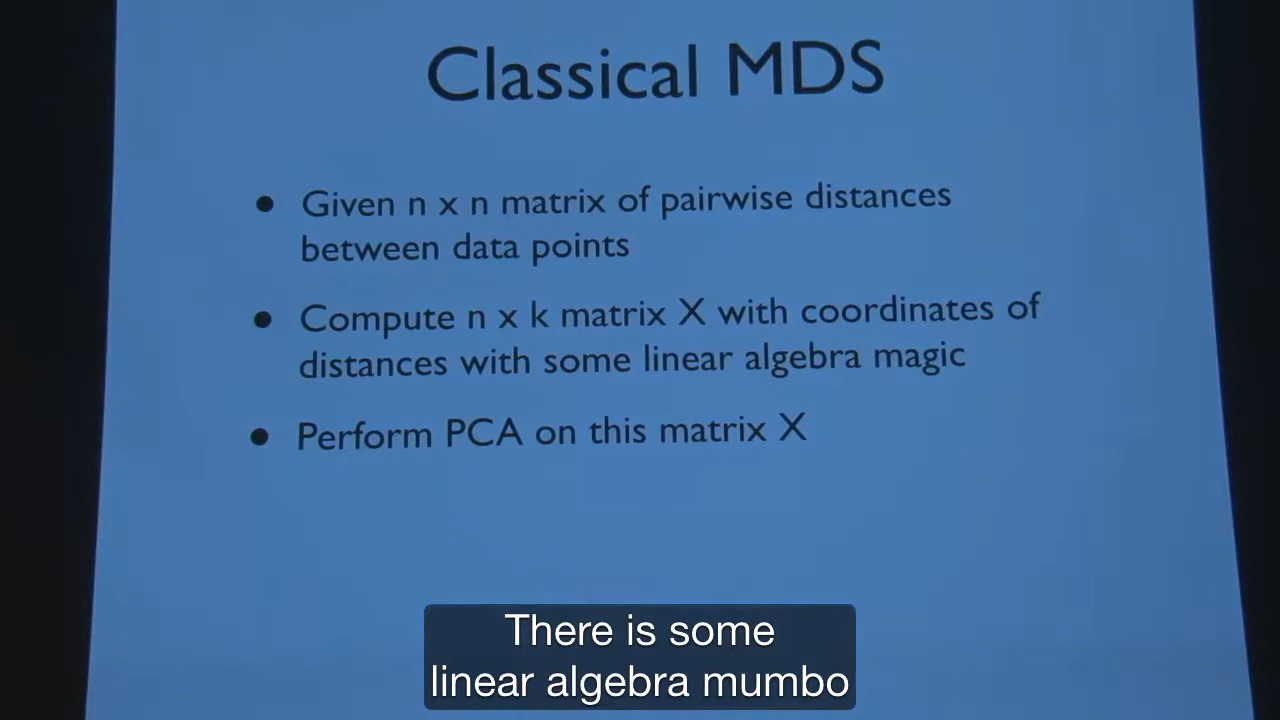 Classical MDS
● Given n x n matrix of pairwise distances
between data points
● Compute n x k matrix X with coordinates of
distances with some linear algebra magic
● Perform PCA on this matrix X
There is some
linear algebra mumbo